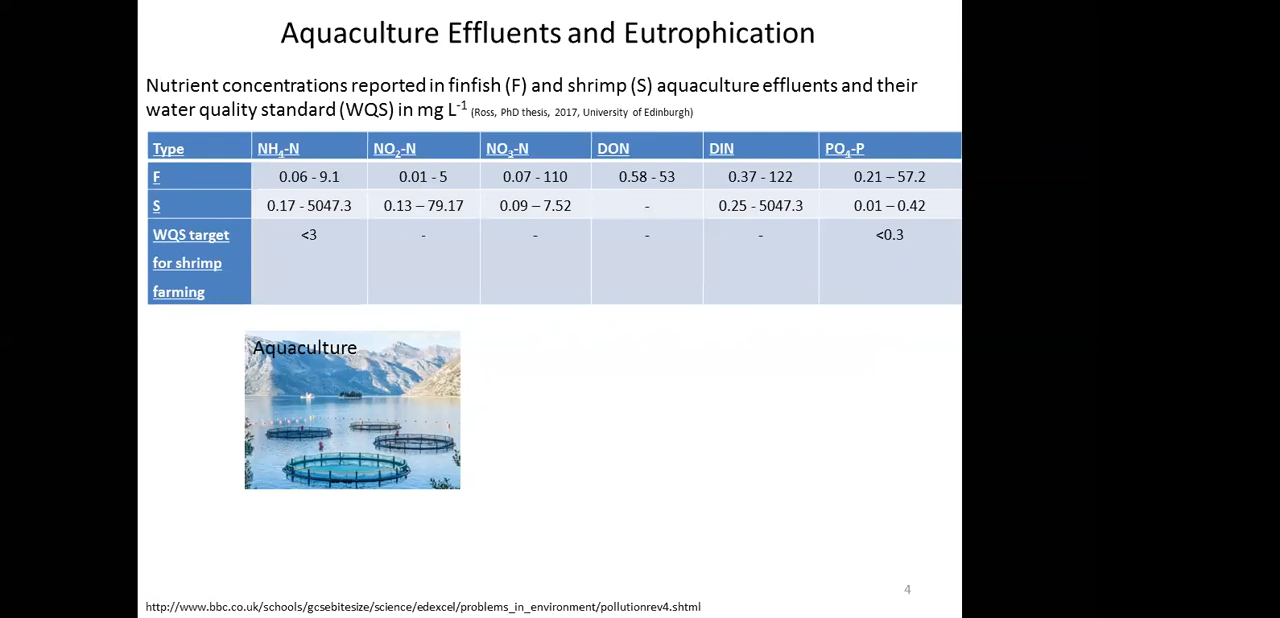 Aquaculture Effluents and Eutrophication
Nutrient concentrations reported in finfish (F) and shrimp (S) aquaculture effluents and their
water quality standard (WQS) in mg L-1 (Ross, PhD thesis, 2017, University of Edinburgh)
Type NH4-N NO2-N NO3-N DON DIN PO4-P
F 0.06 - 9.1 0.01 - 5 0.07 - 110 0.58 - 53 0.37 - 122 0.21 – 57.2
S 0.17 - 5047.3 0.13 – 79.17 0.09 – 7.52 - 0.25 - 5047.3 0.01 – 0.42
WQS target <3 - - - - <0.3
for shrimp
farming
Aquaculture
4
http://www.bbc.co.uk/schools/gcsebitesize/science/edexcel/problems_in_environment/pollutionrev4.shtml